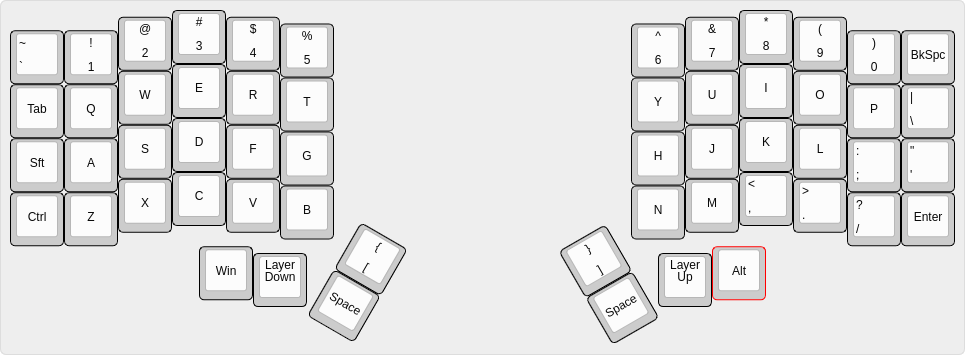 ~ ! @ # $ % ^ & * ( ) BkSpc
` 1 2 3 4 5 6 7 8 9 0
Tab Q W E R T Y U I O P |
\
Sft A S D F G H J K L : "
; '
Ctrl Z X C V B N M < > ? Enter
, . /
Win Layer { } Layer Alt
Down [ ] Up
Space Space